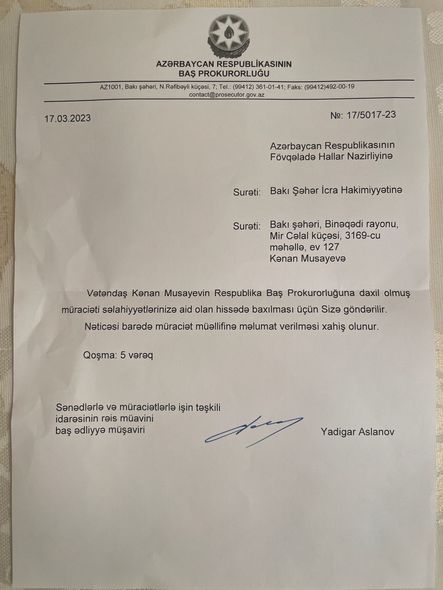 AZƏRBAYCAN RESPUBLİKASININ
BAŞ PROKURORLUĞU
AZ1001, Bakı şəhəri, N.Rəfibəyli küçəsi, 7; Tel.: (99412) 361-01-41; Faks: (99412)492-00-19
contact@prosecutor.gov.az
17.03.2023
№: 17/5017-23
Azərbaycan Respublikasının
Fövqəladə Hallar Nazirliyinə
Surəti: Bakı Şəhər İcra Hakimiyyətinə
Surəti: Bakı şəhəri, Binəqədi rayonu,
Mir Cəlal küçəsi, 3169-cu
məhəllə, ev 127
Kənan Musayevə
Vətəndaş Kənan Musayevin Respublika Baş Prokurorluğuna daxil olmuş
müraciəti səlahiyyətlərinizə aid olan hissədə baxılması üçün Sizə göndərilir.
Nəticəsi barədə müraciət müəllifinə məlumat verilməsi xahiş olunur.
Qoşma: 5 vərəq
Sənədlərlə və müraciətlərlə işin təşkili
idarəsinin rəis müavini
baş ədliyyə müşaviri
Yadigar Aslanov